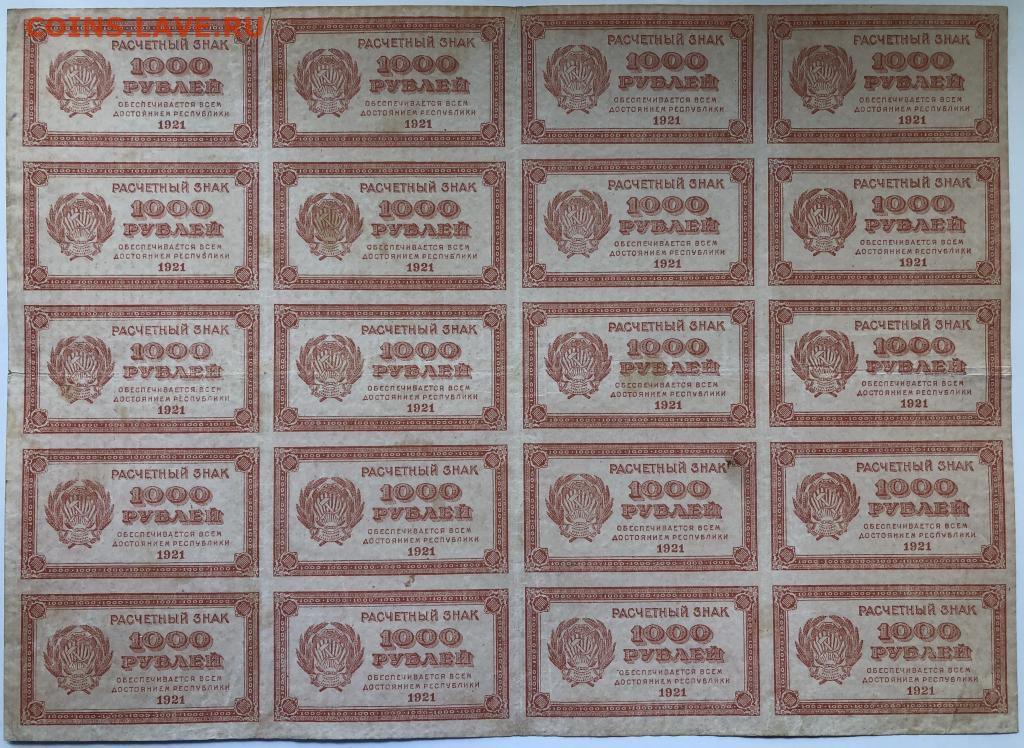 COINS.LAVE.RU
РАСЧЕТНЫЙ ЗНАК РАСЧЕТНЫЙ ЗНАК РАСЧЕТНЫЙ ЗНАК РАСЧЕТНЫЙ ЗНАК
1000 1000 1000 1000
РУБЛЕЙ РУБЛЕЙ РУБЛЕЙ РУБЛЕЙ
ОБЕСПЕЧИВАЕТСЯ ВСЕМ ОБЕСПЕЧИВАЕТСЯ ВСЕМ ОБЕСПЕЧИВАЕТСЯ ВСЕМ ОБЕСПЕЧИВАЕТСЯ ВСЕМ
ДОСТОЯНИЕМ РЕСПУБЛИКИ ДОСТОЯНИЕМ РЕСПУБЛИКИ ДОСТОЯНИЕМ РЕСПУБЛИКИ ДОСТОЯНИЕМ РЕСПУБЛИКИ
1921 1921 1921 1921
РАСЧЕТНЫЙ ЗНАК РАСЧЕТНЫЙ ЗНАК РАСЧЕТНЫЙ ЗНАК РАСЧЕТНЫЙ ЗНАК
1000 1000 1000 1000
РУБЛЕЙ РУБЛЕЙ РУБЛЕЙ РУБЛЕЙ
ОБЕСПЕЧИВАЕТСЯ ВСЕМ ОБЕСПЕЧИВАЕТСЯ ВСЕМ ОБЕСПЕЧИВАЕТСЯ ВСЕМ ОБЕСПЕЧИВАЕТСЯ ВСЕМ
ДОСТОЯНИЕМ РЕСПУБЛИКИ ДОСТОЯНИЕМ РЕСПУБЛИКИ ДОСТОЯНИЕМ РЕСПУБЛИКИ ДОСТОЯНИЕМ РЕСПУБЛИКИ
1921 1921 1921 1921
РАСЧЕТНЫЙ ЗНАК РАСЧЕТНЫЙ ЗНАК РАСЧЕТНЫЙ ЗНАК РАСЧЕТНЫЙ ЗНАК
1000 1000 1000 1000
РУБЛЕЙ РУБЛЕЙ РУБЛЕЙ РУБЛЕЙ
ОБЕСПЕЧИВАЕТСЯ ВСЕМ ОБЕСПЕЧИВАЕТСЯ ВСЕМ ОБЕСПЕЧИВАЕТСЯ ВСЕМ ОБЕСПЕЧИВАЕТСЯ ВСЕМ
ДОСТОЯНИЕМ РЕСПУБЛИКИ ДОСТОЯНИЕМ РЕСПУБЛИКИ ДОСТОЯНИЕМ РЕСПУБЛИКИ ДОСТОЯНИЕМ РЕСПУБЛИКИ
1921 1921 1921 1921
РАСЧЕТНЫЙ ЗНАК РАСЧЕТНЫЙ ЗНАК РАСЧЕТНЫЙ ЗНАК РАСЧЕТНЫЙ ЗНАК
1000 1000 1000 1000
РУБЛЕЙ РУБЛЕЙ РУБЛЕЙ РУБЛЕЙ
ОБЕСПЕЧИВАЕТСЯ ВСЕМ ОБЕСПЕЧИВАЕТСЯ ВСЕМ ОБЕСПЕЧИВАЕТСЯ ВСЕМ ОБЕСПЕЧИВАЕТСЯ ВСЕМ
ДОСТОЯНИЕМ РЕСПУБЛИКИ ДОСТОЯНИЕМ РЕСПУБЛИКИ ДОСТОЯНИЕМ РЕСПУБЛИКИ ДОСТОЯНИЕМ РЕСПУБЛИКИ
1921 1921 1921 1921
РАСЧЕТНЫЙ ЗНАК РАСЧЕТНЫЙ ЗНАК РАСЧЕТНЫЙ ЗНАК РАСЧЕТНЫЙ ЗНАК
1000 1000 1000 1000
РУБЛЕЙ РУБЛЕЙ РУБЛЕЙ РУБЛЕЙ
ОБЕСПЕЧИВАЕТСЯ ВСЕМ ОБЕСПЕЧИВАЕТСЯ ВСЕМ ОБЕСПЕЧИВАЕТСЯ ВСЕМ ОБЕСПЕЧИВАЕТСЯ ВСЕМ
ДОСТОЯНИЕМ РЕСПУБЛИКИ ДОСТОЯНИЕМ РЕСПУБЛИКИ ДОСТОЯНИЕМ РЕСПУБЛИКИ ДОСТОЯНИЕМ РЕСПУБЛИКИ
1921 1921 1921 1921